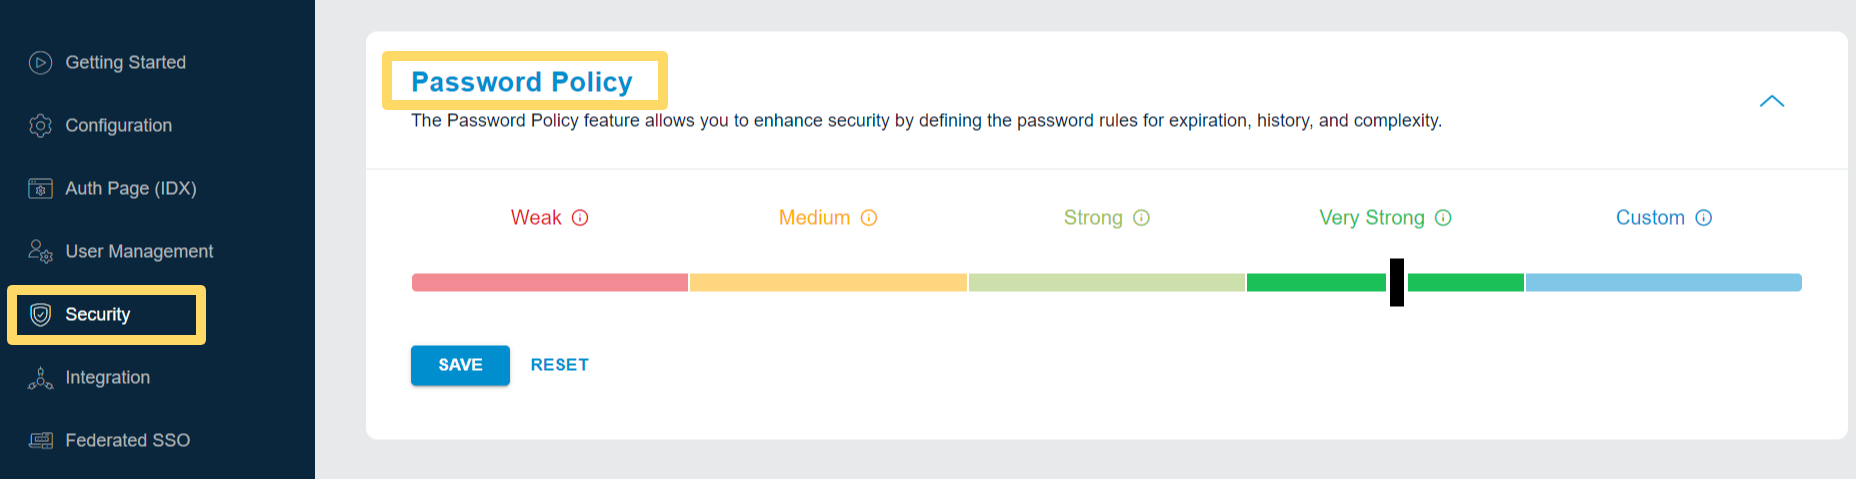 Getting Started
Configuration
Auth Page (IDX)
User Management
Security
Integration
Federated SSO
Password Policy
The Password Policy feature allows you to enhance security by defining the password rules for expiration, history, and complexity.
Weak Medium Strong Very Strong Custom
SAVE RESET